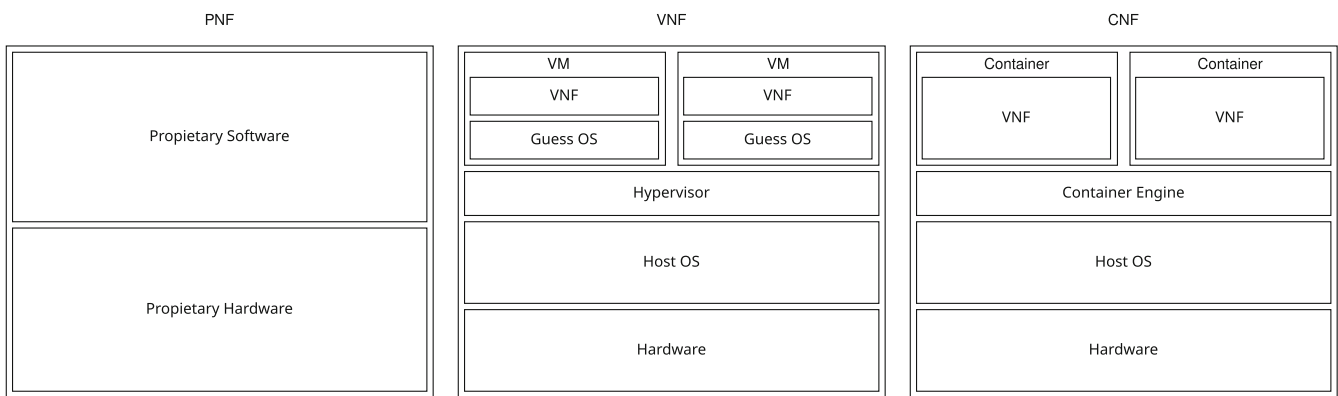 PNF
Propietary Software
Propietary Hardware
VNF
VM
VNF
Guess OS
VM
VNF
Guess OS
Hypervisor
Host OS
Hardware
CNF
Container
VNF
Container
VNF
Container Engine
Host OS
Hardware